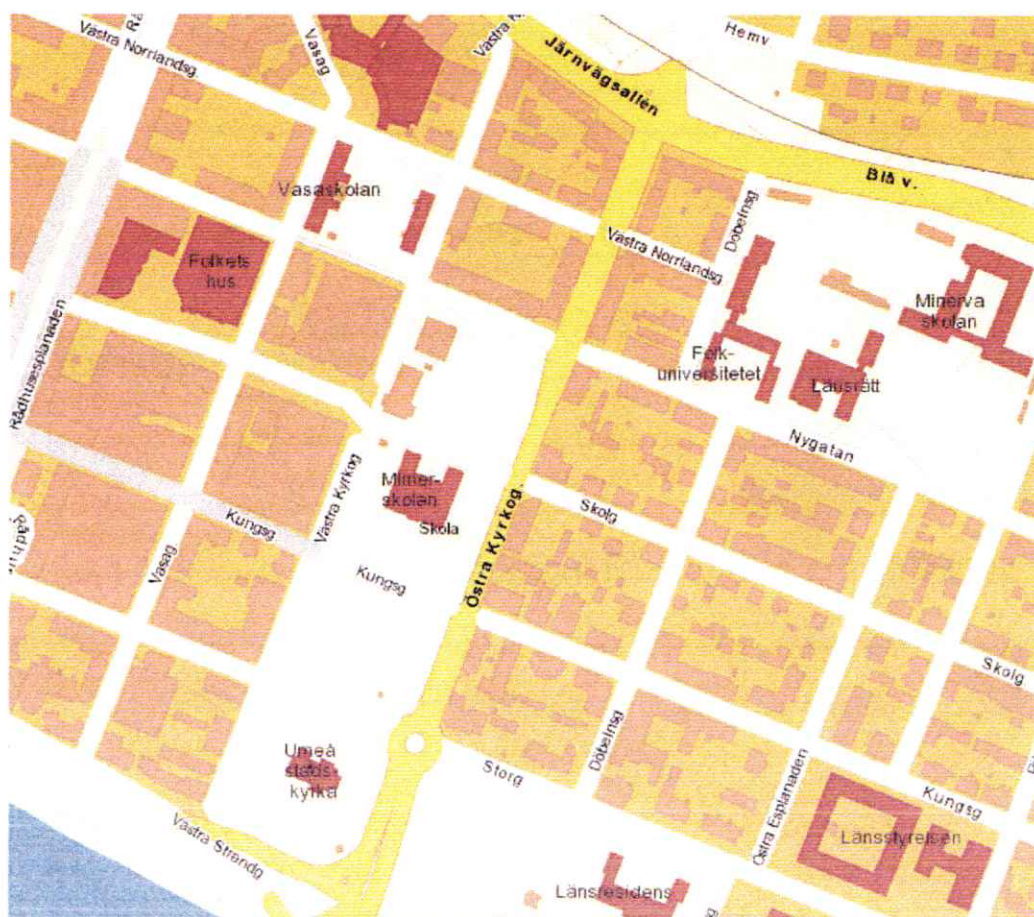 Västra Norrlandsg.
Vasag
Järnvägsallén
Hemv
Blå v.
Vasaskolan
Döbelnsg
Västra Norrlandsg
Folkets
hus
Minerva
skolan
Rådhusesplanaden
Folk-
universitetet
Nygatan
Mimer-
skolan
Skola
Västra Kyrkog
Kungsg
Vasag
Skolg
Östra Kyrkog.
Kungsg
Skolg
Umeå
stads-
kyrka
Storg
Döbelnsg
Östra Esplanaden
Kungsg
Västra Strandg
Länsstyrelsen
Länsresidens